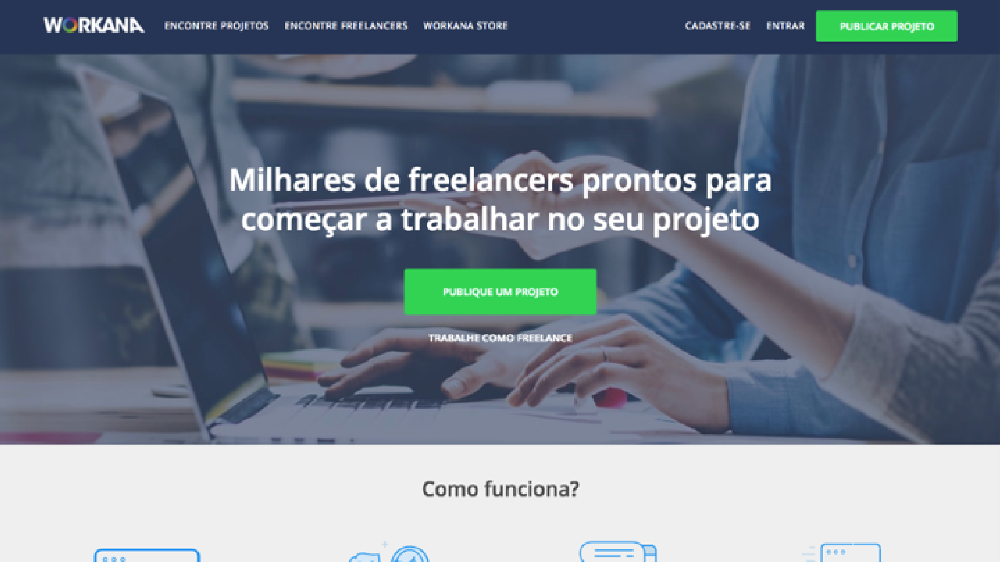 WORKANA ENCONTRE PROJETOS ENCONTRE FREELANCERS WORKANA STORE CADASTRE-SE ENTRAR PUBLICAR PROJETO
Milhares de freelancers prontos para
começar a trabalhar no seu projeto
PUBLIQUE UM PROJETO
TRABALHE COMO FREELANCE
Como funciona?